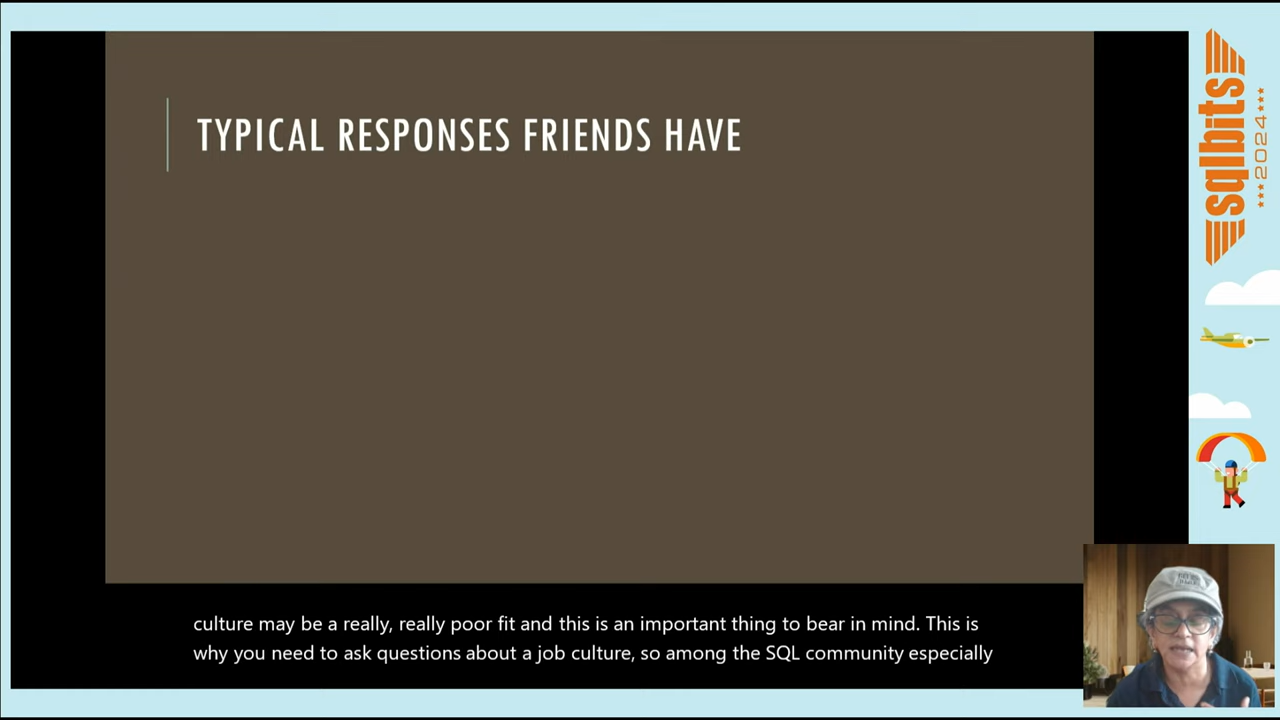 TYPICAL RESPONSES FRIENDS HAVE
culture may be a really, really poor fit and this is an important thing to bear in mind. This is
why you need to ask questions about a job culture, so among the SQL community especially
sqlbits
2024